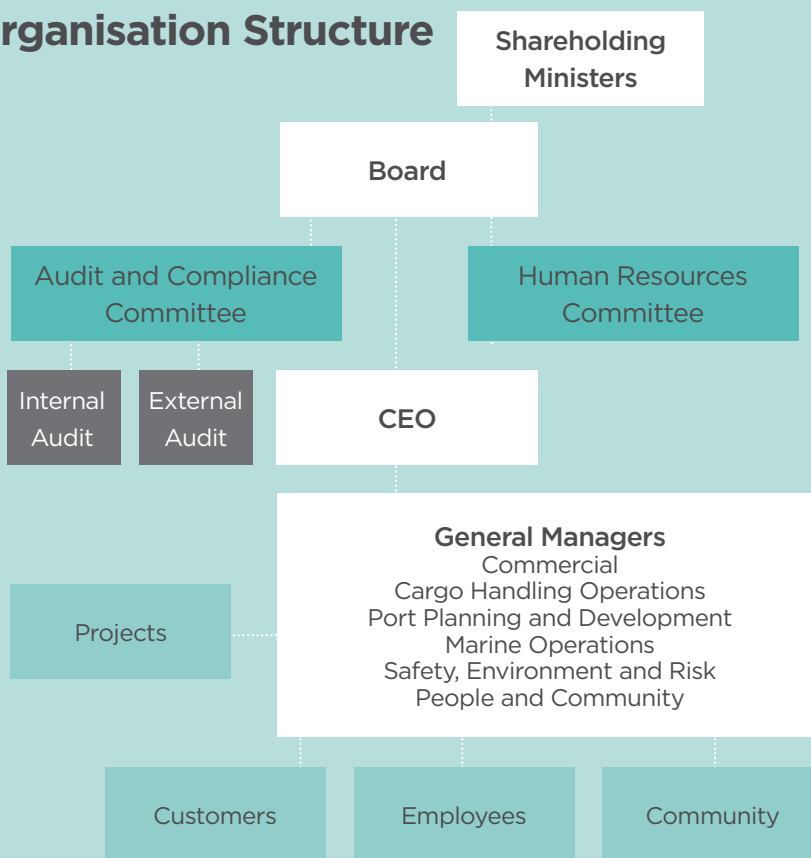 rganisation Structure
Shareholding
Ministers
Board
Audit and Compliance
Committee
Human Resources
Committee
Internal
Audit
External
Audit
CEO
General Managers
Commercial
Cargo Handling Operations
Port Planning and Development
Marine Operations
Safety, Environment and Risk
People and Community
Projects
Customers
Employees
Community